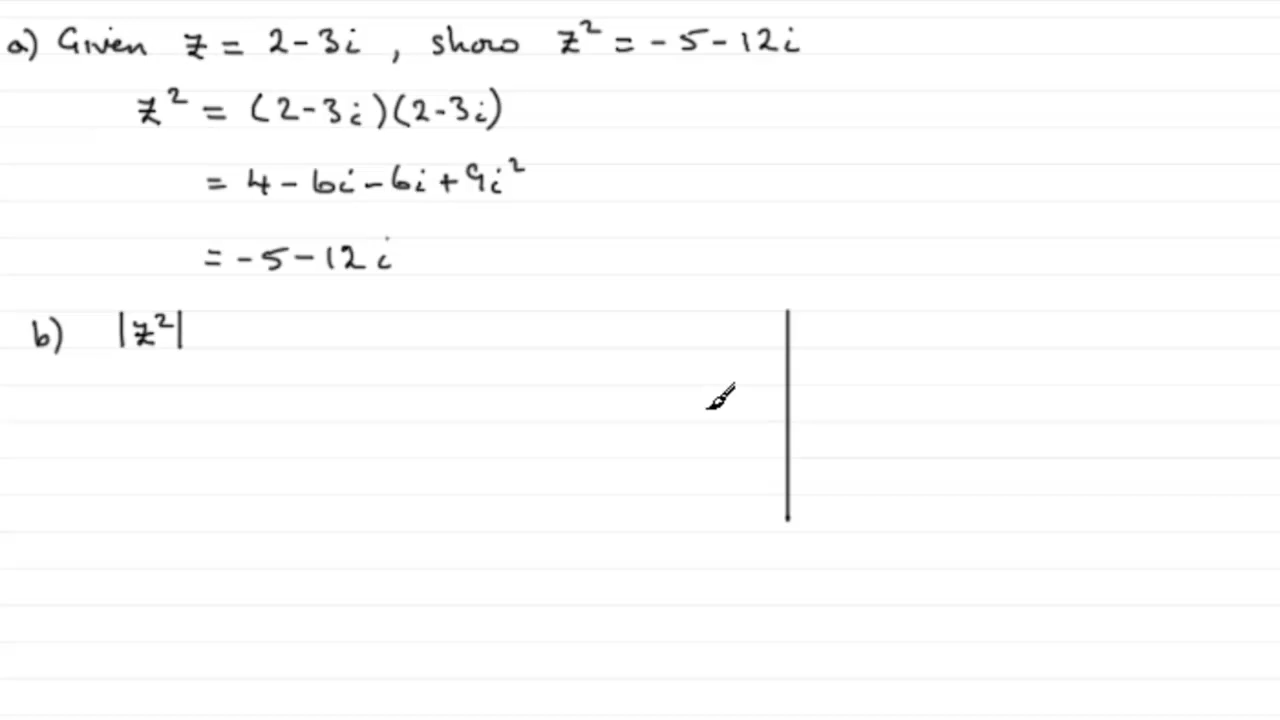 a) Given z = 2-3i , show z² = -5-12i
z² = (2-3i)(2-3i)
= 4-6i-6i+9i²
= -5-12i
b) |z²|